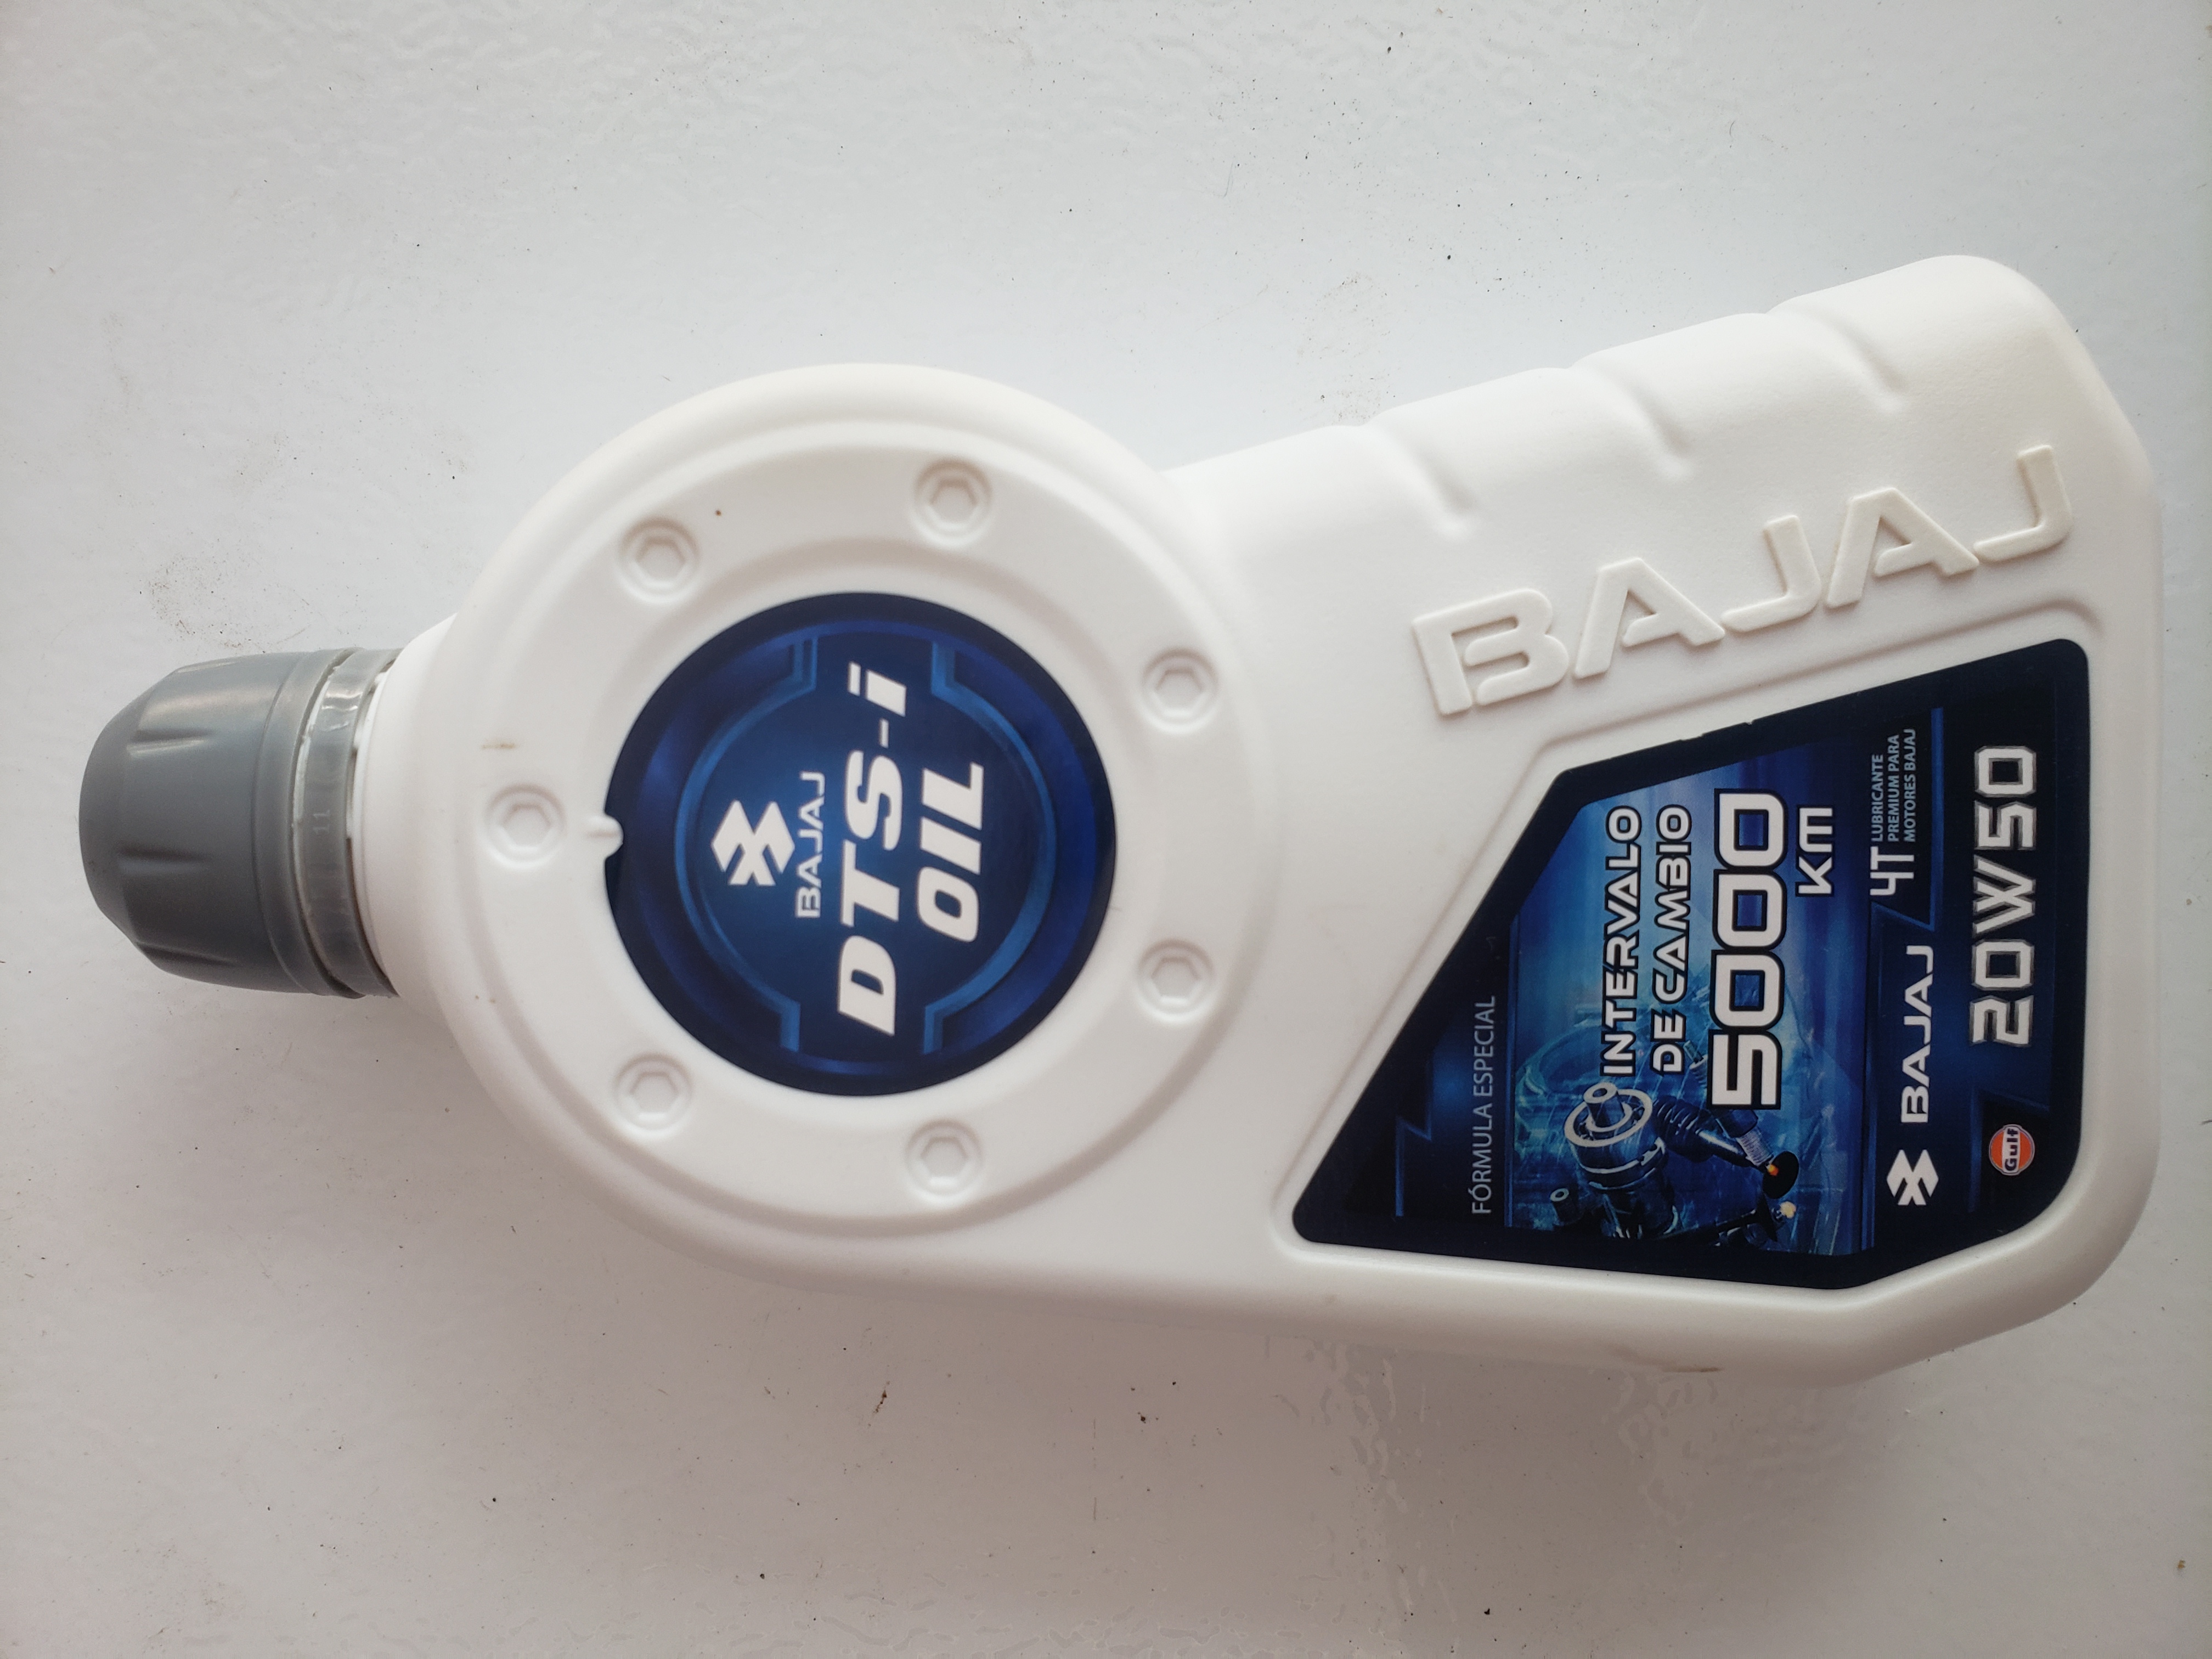 11
BAJAJ
DTS-i
OIL
FÓRMULA ESPECIAL
INTERVALO
DE CAMBIO
5000
KM
4T LUBRICANTE
PREMIUM PARA
MOTORES BAJAJ
BAJAJ
Gulf
20W50
BAJAJ